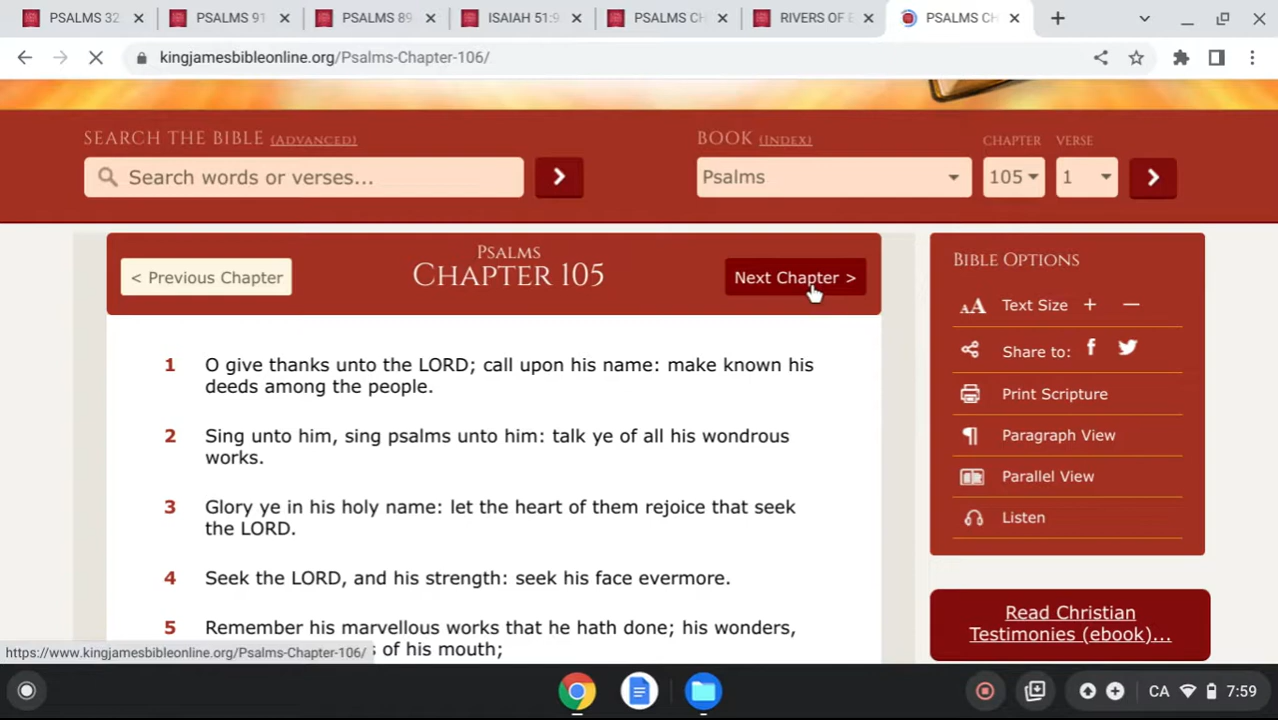 PSALMS 32
PSALMS 91
PSALMS 89
ISAIAH 51:9
PSALMS CH
RIVERS OF E
PSALMS CH
kingjamesbibleonline.org/Psalms-Chapter-106/
SEARCH THE BIBLE (ADVANCED)
BOOK (INDEX)
CHAPTER
VERSE
Search words or verses...
Psalms
105
1
< Previous Chapter
PSALMS
CHAPTER 105
Next Chapter >
1 O give thanks unto the LORD; call upon his name: make known his
deeds among the people.
2 Sing unto him, sing psalms unto him: talk ye of all his wondrous
works.
3 Glory ye in his holy name: let the heart of them rejoice that seek
the LORD.
4 Seek the LORD, and his strength: seek his face evermore.
5 Remember his marvellous works that he hath done; his wonders,
s of his mouth;
BIBLE OPTIONS
AA Text Size + —
Share to:
Print Scripture
Paragraph View
Parallel View
Listen
Read Christian
Testimonies (ebook)...
https://www.kingjamesbibleonline.org/Psalms-Chapter-106/
CA 7:59